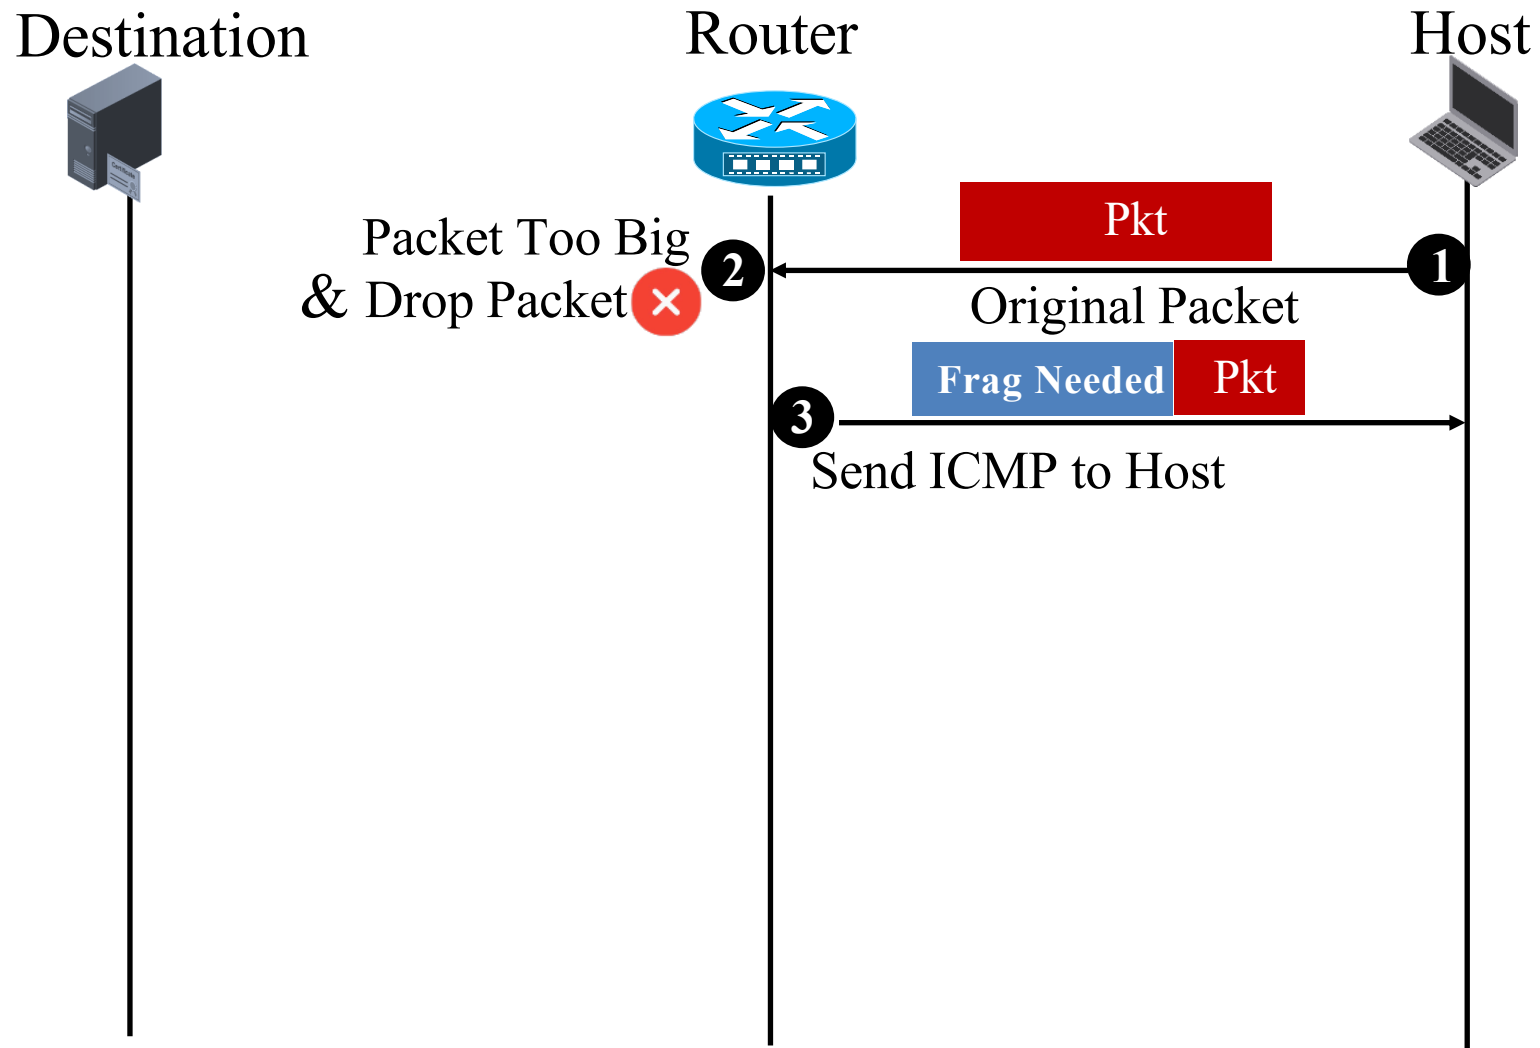 Destination
Router
Host
Certificate
Pkt
Packet Too Big
2
1
& Drop Packet
Original Packet
Frag Needed
Pkt
3
Send ICMP to Host